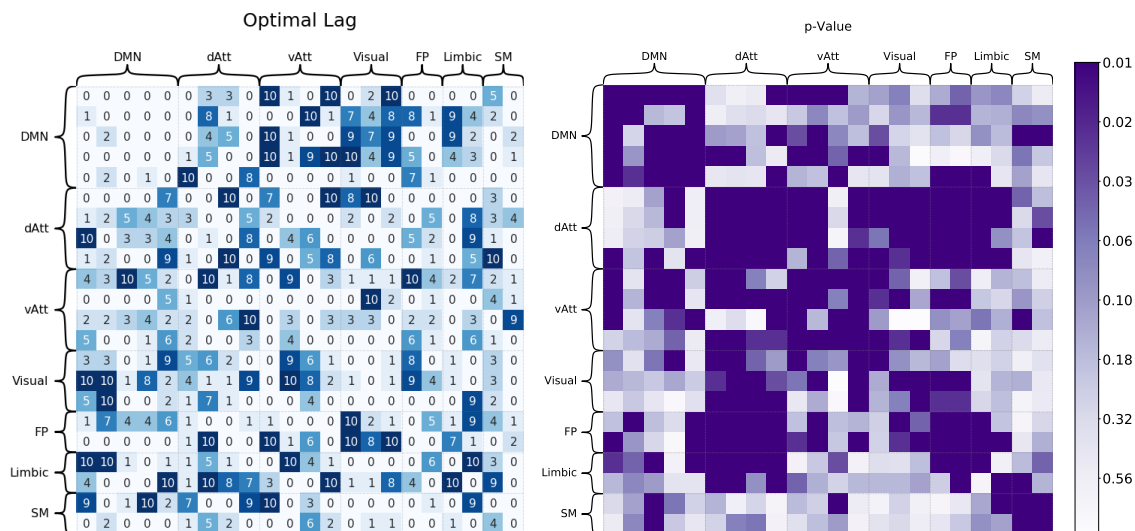 Optimal Lag
DMN dAtt vAtt Visual FP Limbic SM
0 0 0 0 0 0 3 3 0 10 1 0 10 0 2 10 0 0 0 0 5 0
1 0 0 0 0 0 8 1 0 0 0 10 1 7 4 8 8 1 9 4 2 0
DMN 0 2 0 0 0 0 4 5 0 10 1 0 0 9 7 9 0 0 9 2 0 2
0 0 0 0 0 1 5 0 0 10 1 9 10 10 4 9 5 0 4 3 0 1
0 2 0 1 0 10 0 0 8 0 0 0 0 1 0 0 7 1 0 0 0 0
0 0 0 0 7 0 0 10 0 7 0 0 10 8 10 0 0 0 0 0 3 0
1 2 5 4 3 3 0 0 5 0 0 0 0 2 0 2 0 5 0 8 3 4
dAtt 10 0 3 3 4 0 1 0 8 0 4 6 0 0 0 0 5 2 0 9 1 0
1 2 0 0 9 1 0 10 0 9 0 5 8 0 6 0 0 1 0 5 10 0
4 3 10 5 2 0 10 1 8 0 9 0 3 1 1 1 10 4 2 7 2 1
0 0 0 0 5 1 0 0 0 0 0 0 0 0 10 2 0 1 0 0 4 1
vAtt 2 2 3 4 2 2 0 6 10 0 3 0 3 3 3 0 2 2 0 3 0 9
5 0 0 1 6 0 0 0 0 0 4 0 1 0 0 0 6 1 0 6 1 0
3 3 0 1 9 5 6 2 0 0 9 6 1 0 0 0 8 0 1 0 3 0
Visual 10 10 1 8 2 4 1 1 9 0 10 8 2 1 0 1 9 4 1 0 3 0
5 10 0 0 2 1 7 1 0 0 0 4 0 0 0 0 0 0 0 9 2 0
1 7 4 4 6 1 0 0 1 1 0 0 0 10 2 1 0 5 1 9 4 1
FP 0 0 0 0 0 1 10 0 0 10 1 6 0 10 8 10 0 0 7 1 0 2
10 10 1 0 1 1 5 1 0 0 10 4 1 0 0 0 0 6 0 10 3 0
Limbic 4 0 0 0 10 1 10 8 7 3 0 0 0 1 1 8 4 0 10 0 9 0
9 0 1 10 2 7 0 0 9 10 0 3 0 0 0 0 0 0 0 0 0 0
SM 0 2 0 0 0 1 5 2 0 0 0 6 2 0 1 1 0 0 0 0 4 0
p-Value
DMN dAtt vAtt Visual FP Limbic SM
DMN
dAtt
vAtt
Visual
FP
Limbic
SM
0.01
0.02
0.03
0.06
0.10
0.18
0.32
0.56